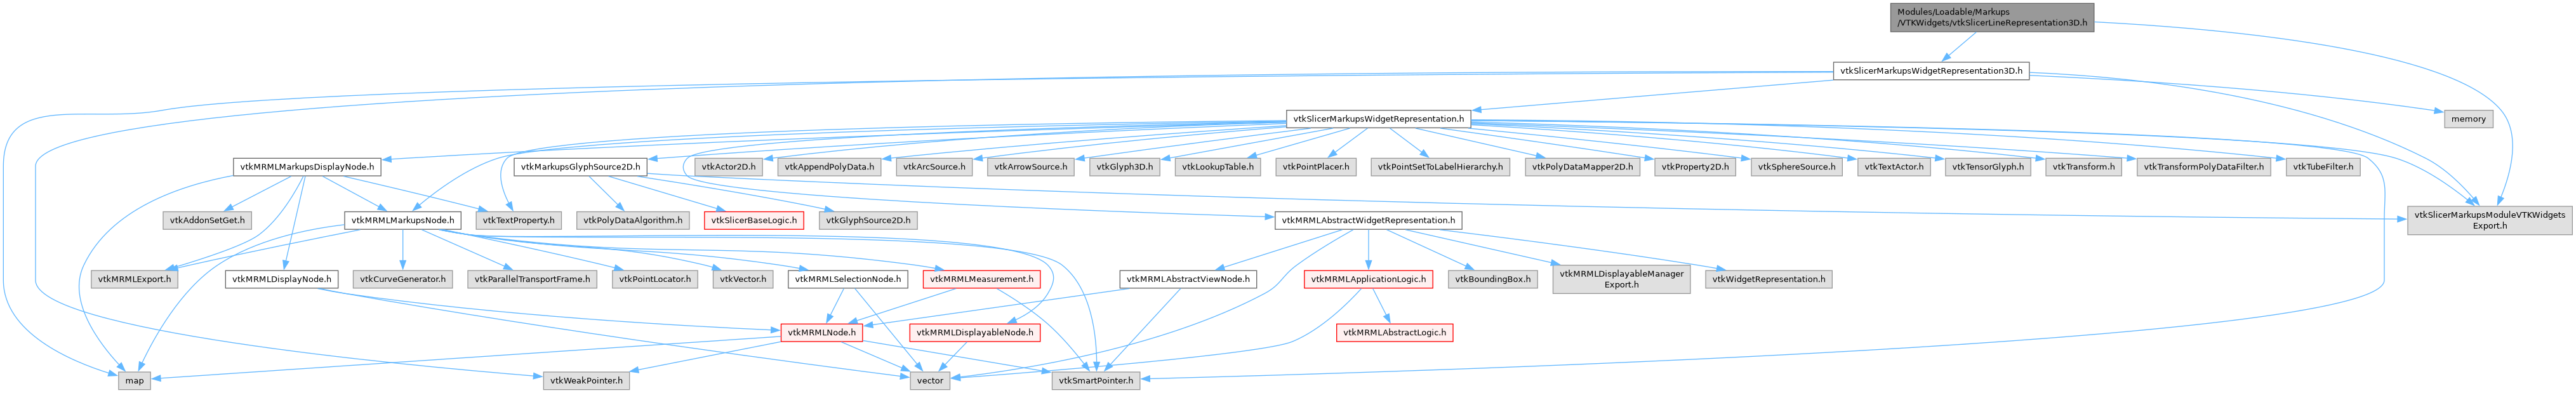 Modules/Loadable/Markups
/VTKWidgets/vtkSlicerLineRepresentation3D.h
vtkSlicerMarkupsWidgetRepresentation3D.h
vtkSlicerMarkupsWidgetRepresentation.h
memory
vtkMRMLMarkupsDisplayNode.h
vtkMarkupsGlyphSource2D.h
vtkActor2D.h
vtkAppendPolyData.h
vtkArcSource.h
vtkArrowSource.h
vtkGlyph3D.h
vtkLookupTable.h
vtkPointPlacer.h
vtkPointSetToLabelHierarchy.h
vtkPolyDataMapper2D.h
vtkProperty2D.h
vtkSphereSource.h
vtkTextActor.h
vtkTensorGlyph.h
vtkTransform.h
vtkTransformPolyDataFilter.h
vtkTubeFilter.h
vtkAddonSetGet.h
vtkMRMLMarkupsNode.h
vtkTextProperty.h
vtkPolyDataAlgorithm.h
vtkSlicerBaseLogic.h
vtkGlyphSource2D.h
vtkMRMLAbstractWidgetRepresentation.h
vtkSlicerMarkupsModuleVTKWidgets
Export.h
vtkMRMLExport.h
vtkMRMLDisplayNode.h
vtkCurveGenerator.h
vtkParallelTransportFrame.h
vtkPointLocator.h
vtkVector.h
vtkMRMLSelectionNode.h
vtkMRMLMeasurement.h
vtkMRMLAbstractViewNode.h
vtkMRMLApplicationLogic.h
vtkBoundingBox.h
vtkMRMLDisplayableManager
Export.h
vtkWidgetRepresentation.h
vtkMRMLNode.h
vtkMRMLDisplayableNode.h
vtkMRMLAbstractLogic.h
map
vtkWeakPointer.h
vector
vtkSmartPointer.h